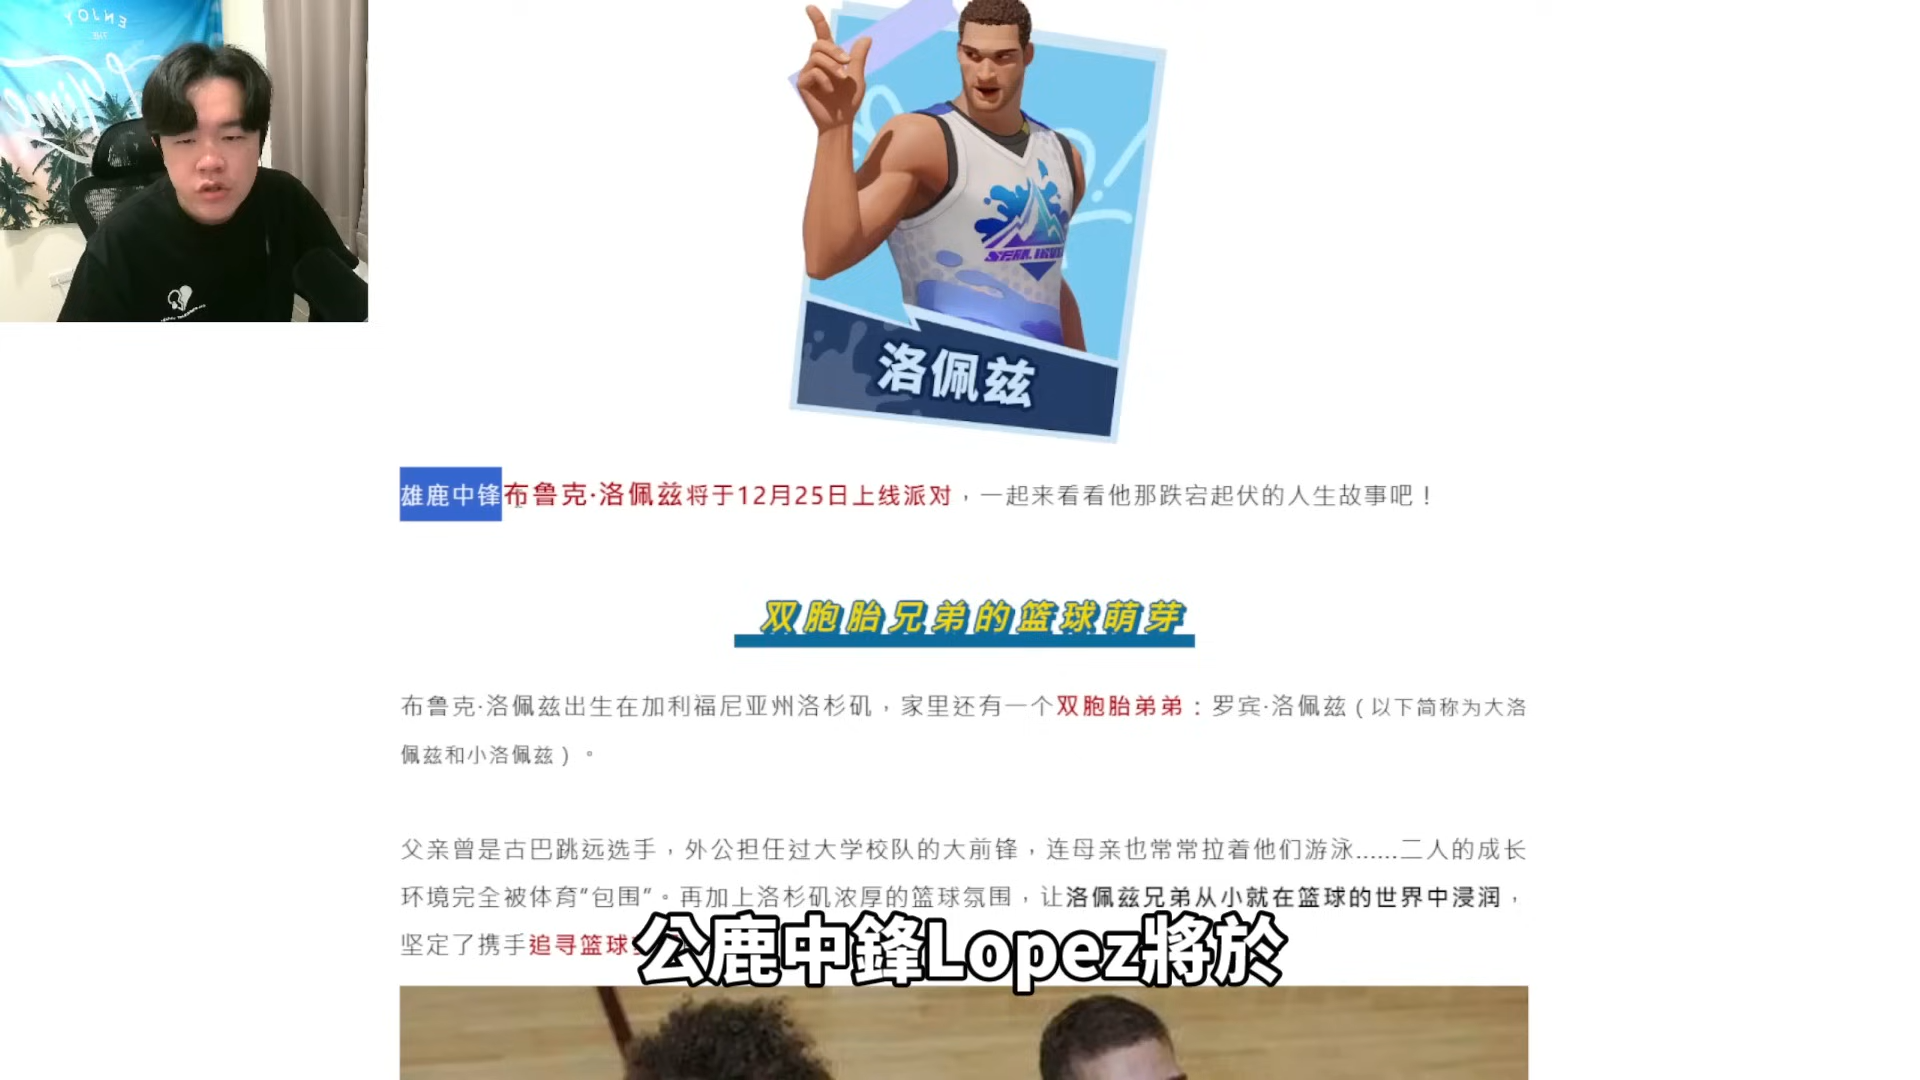 ENJOY
THE
Time
洛佩兹
雄鹿中锋布鲁克·洛佩兹将于12月25日上线派对，一起来看看他那跌宕起伏的人生故事吧！
双胞胎兄弟的篮球萌芽
布鲁克·洛佩兹出生在加利福尼亚州洛杉矶，家里还有一个双胞胎弟弟：罗宾·洛佩兹（以下简称为大洛
佩兹和小洛佩兹）。
父亲曾是古巴跳远选手，外公担任过大学校队的大前锋，连母亲也常常拉着他们游泳......二人的成长
环境完全被体育“包围”。再加上洛杉矶浓厚的篮球氛围，让洛佩兹兄弟从小就在篮球的世界中浸润，
坚定了携手追寻篮球
公鹿中鋒Lopez將於